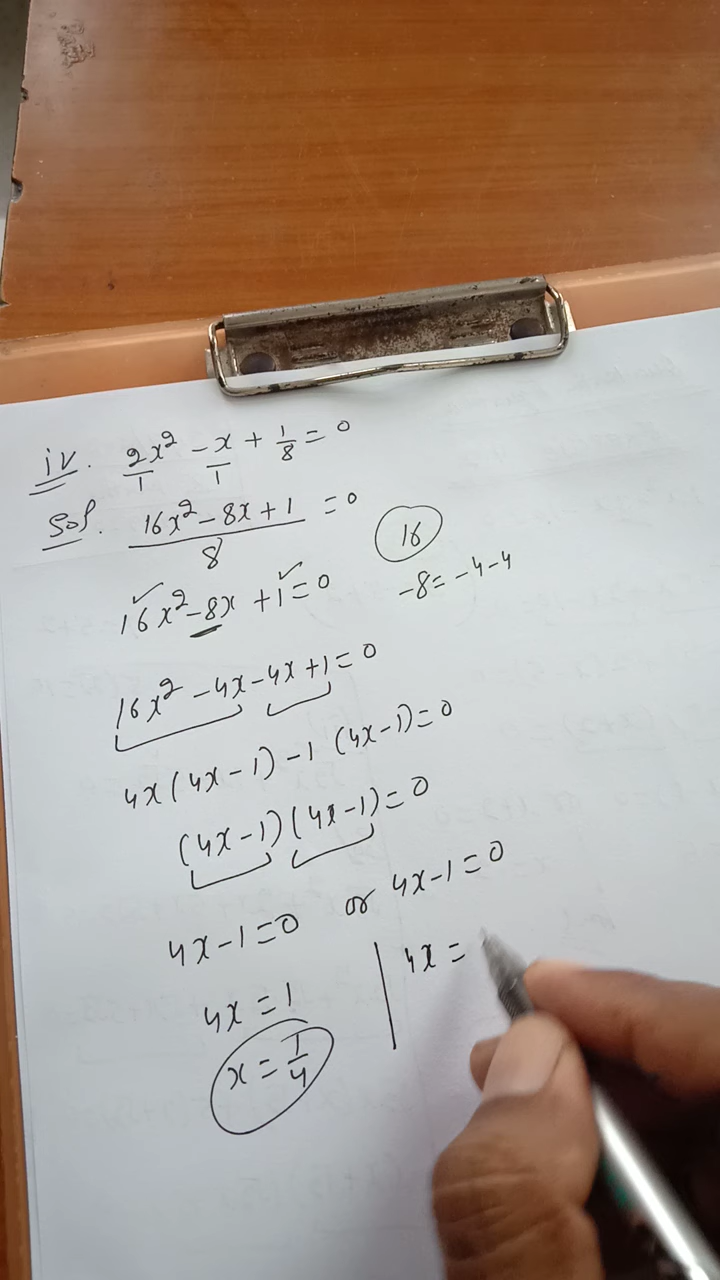 iv. 2x²/1 - x/1 + 1/8 = 0
Sol. (16x² - 8x + 1)/8 = 0
16
16x² - 8x + 1 = 0
-8 = -4 -4
16x² - 4x - 4x + 1 = 0
4x(4x - 1) - 1 (4x - 1) = 0
(4x - 1) (4x - 1) = 0
4x - 1 = 0 or 4x - 1 = 0
4x = 1 | 4x =
x = 1/4